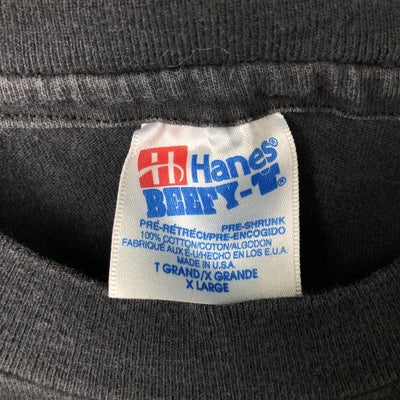 Hanes®
BEEFY-T®
PRE-SHRUNK
PRÉ-RÉTRÉCI/PRE-ENCOGIDO
100% COTTON/COTON/ALGODON
FABRIQUE AUX E-U/HECHO EN LOS E.U.A.
MADE IN U.S.A.
T GRAND/X GRANDE
X LARGE